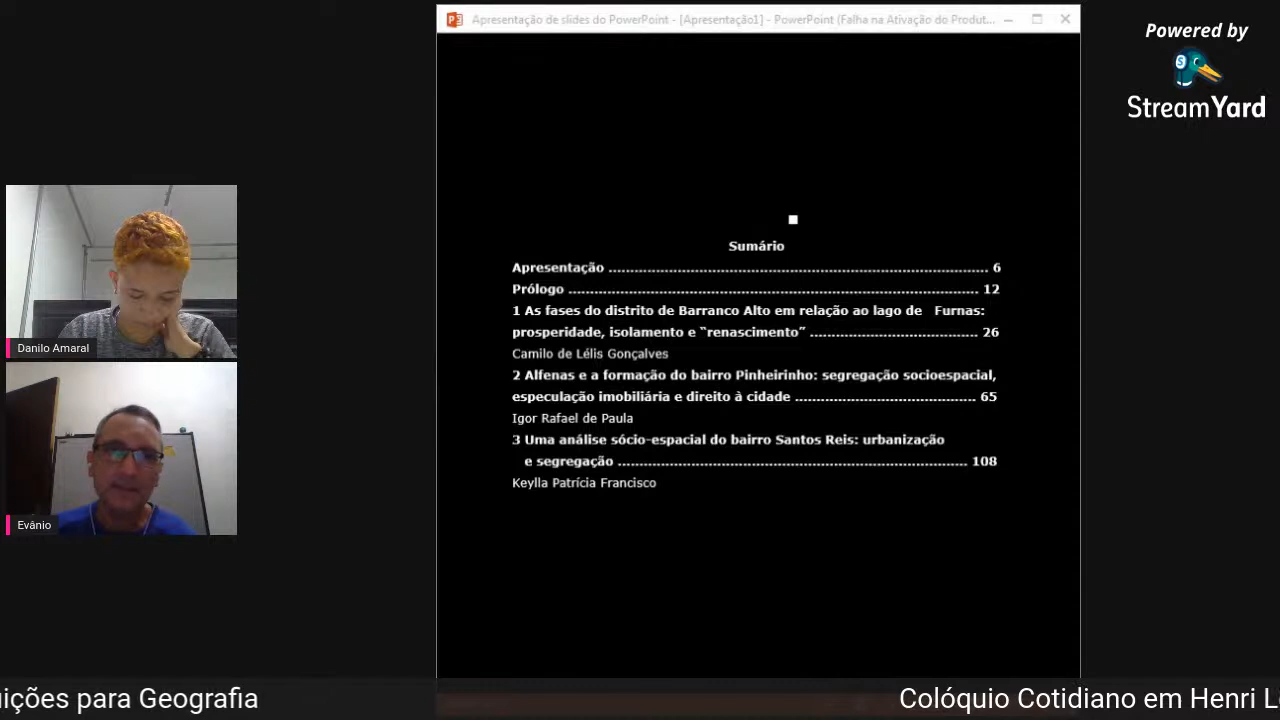 Apresentação de slides do PowerPoint - [Apresentação1] - PowerPoint (Falha na Ativação do Produt...
Powered by
StreamYard
Sumário
Apresentação .................................................................................................. 6
Prólogo ........................................................................................................ 12
1 As fases do distrito de Barranco Alto em relação ao lago de Furnas:
prosperidade, isolamento e “renascimento” ........................................... 26
Camilo de Lélis Gonçalves
2 Alfenas e a formação do bairro Pinheirinho: segregação socioespacial,
especulação imobiliária e direito à cidade .............................................. 65
Igor Rafael de Paula
3 Uma análise sócio-espacial do bairro Santos Reis: urbanização
e segregação .......................................................................................... 108
Keylla Patrícia Francisco
Danilo Amaral
Evânio
uições para Geografia
Colóquio Cotidiano em Henri L